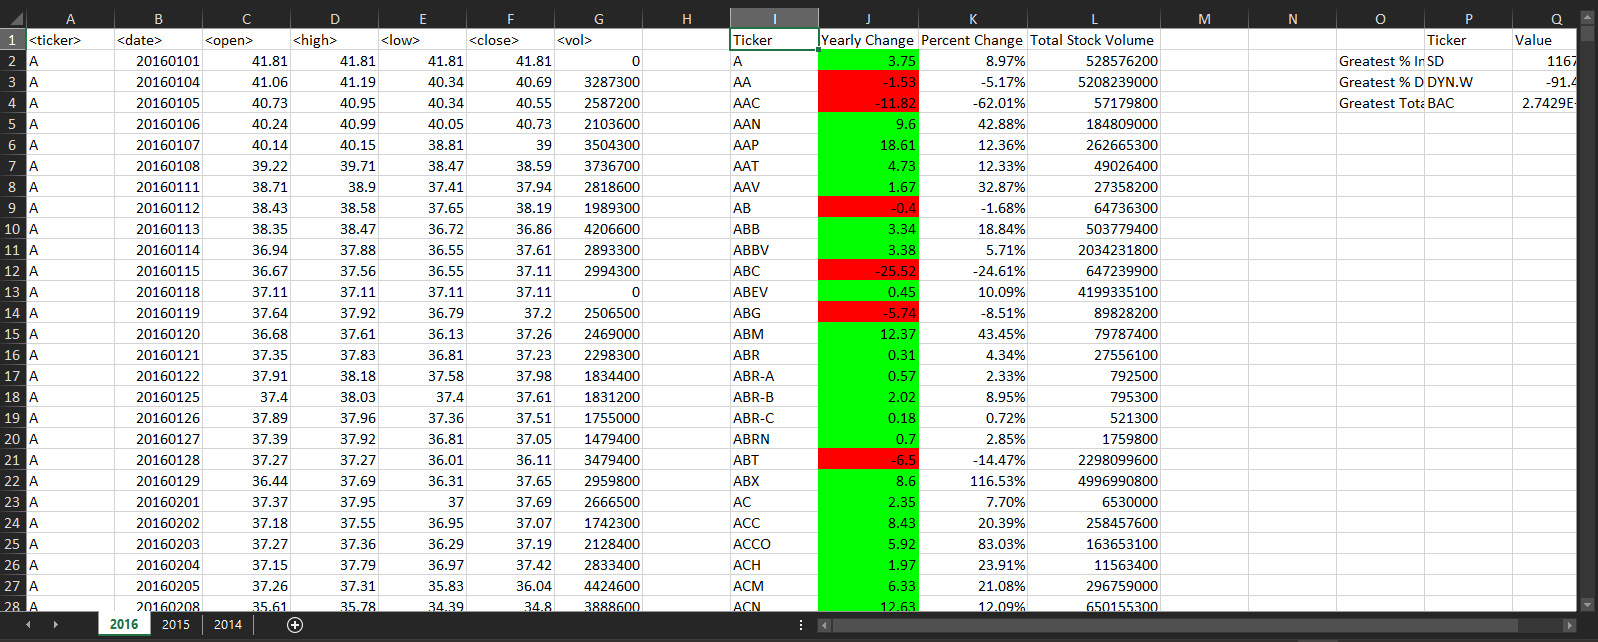 A B C D E F G H I J K L M N O P Q
1 <ticker> <date> <open> <high> <low> <close> <vol> Ticker Yearly Change Percent Change Total Stock Volume Ticker Value
2 A 20160101 41.81 41.81 41.81 41.81 0 A 3.75 8.97% 528576200 Greatest % In SD 1167
3 A 20160104 41.06 41.19 40.34 40.69 3287300 AA -1.53 -5.17% 5208239000 Greatest % D DYN.W -91.4
4 A 20160105 40.73 40.95 40.34 40.55 2587200 AAC -11.82 -62.01% 57179800 Greatest Tota BAC 2.7429E-
5 A 20160106 40.24 40.99 40.05 40.73 2103600 AAN 9.6 42.88% 184809000
6 A 20160107 40.14 40.15 38.81 39 3504300 AAP 18.61 12.36% 262665300
7 A 20160108 39.22 39.71 38.47 38.59 3736700 AAT 4.73 12.33% 49026400
8 A 20160111 38.71 38.9 37.41 37.94 2818600 AAV 1.67 32.87% 27358200
9 A 20160112 38.43 38.58 37.65 38.19 1989300 AB -0.4 -1.68% 64736300
10 A 20160113 38.35 38.47 36.72 36.86 4206600 ABB 3.34 18.84% 503779400
11 A 20160114 36.94 37.88 36.55 37.61 2893300 ABBV 3.38 5.71% 2034231800
12 A 20160115 36.67 37.56 36.55 37.11 2994300 ABC -25.52 -24.61% 647239900
13 A 20160118 37.11 37.11 37.11 37.11 0 ABEV 0.45 10.09% 4199335100
14 A 20160119 37.64 37.92 36.79 37.2 2506500 ABG -5.74 -8.51% 89828200
15 A 20160120 36.68 37.61 36.13 37.26 2469000 ABM 12.37 43.45% 79787400
16 A 20160121 37.35 37.83 36.81 37.23 2298300 ABR 0.31 4.34% 27556100
17 A 20160122 37.91 38.18 37.58 37.98 1834400 ABR-A 0.57 2.33% 792500
18 A 20160125 37.4 38.03 37.4 37.61 1831200 ABR-B 2.02 8.95% 795300
19 A 20160126 37.89 37.96 37.36 37.51 1755000 ABR-C 0.18 0.72% 521300
20 A 20160127 37.39 37.92 36.81 37.05 1479400 ABRN 0.7 2.85% 1759800
21 A 20160128 37.27 37.27 36.01 36.11 3479400 ABT -6.5 -14.47% 2298099600
22 A 20160129 36.44 37.69 36.31 37.65 2959800 ABX 8.6 116.53% 4996990800
23 A 20160201 37.37 37.95 37 37.69 2666500 AC 2.35 7.70% 6530000
24 A 20160202 37.18 37.55 36.95 37.07 1742300 ACC 8.43 20.39% 258457600
25 A 20160203 37.27 37.36 36.29 37.19 2128400 ACCO 5.92 83.03% 163653100
26 A 20160204 37.15 37.79 36.97 37.42 2833400 ACH 1.97 23.91% 11563400
27 A 20160205 37.26 37.31 35.83 36.04 4424600 ACM 6.33 21.08% 296759000
28 A 20160208 35.61 35.78 34.39 34.8 3888600 ACN 12.63 12.09% 650155300
2016 2015 2014